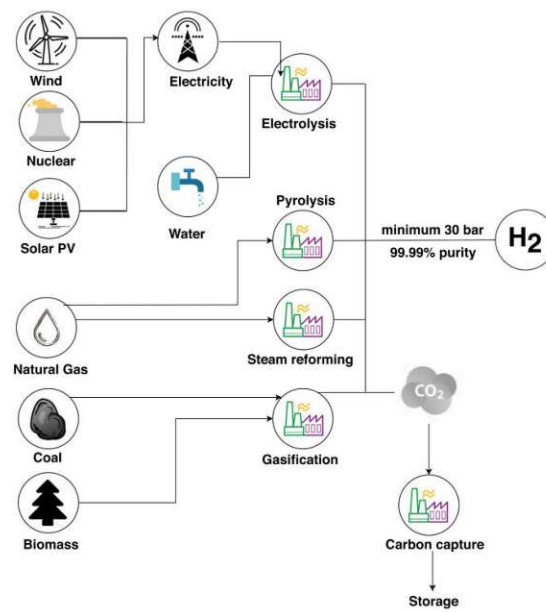 Wind
Electricity
Electrolysis
Nuclear
Pyrolysis
Water
Solar PV
minimum 30 bar
99.99% purity
H2
Natural Gas
Steam reforming
CO2
Coal
Gasification
Biomass
Carbon capture
Storage